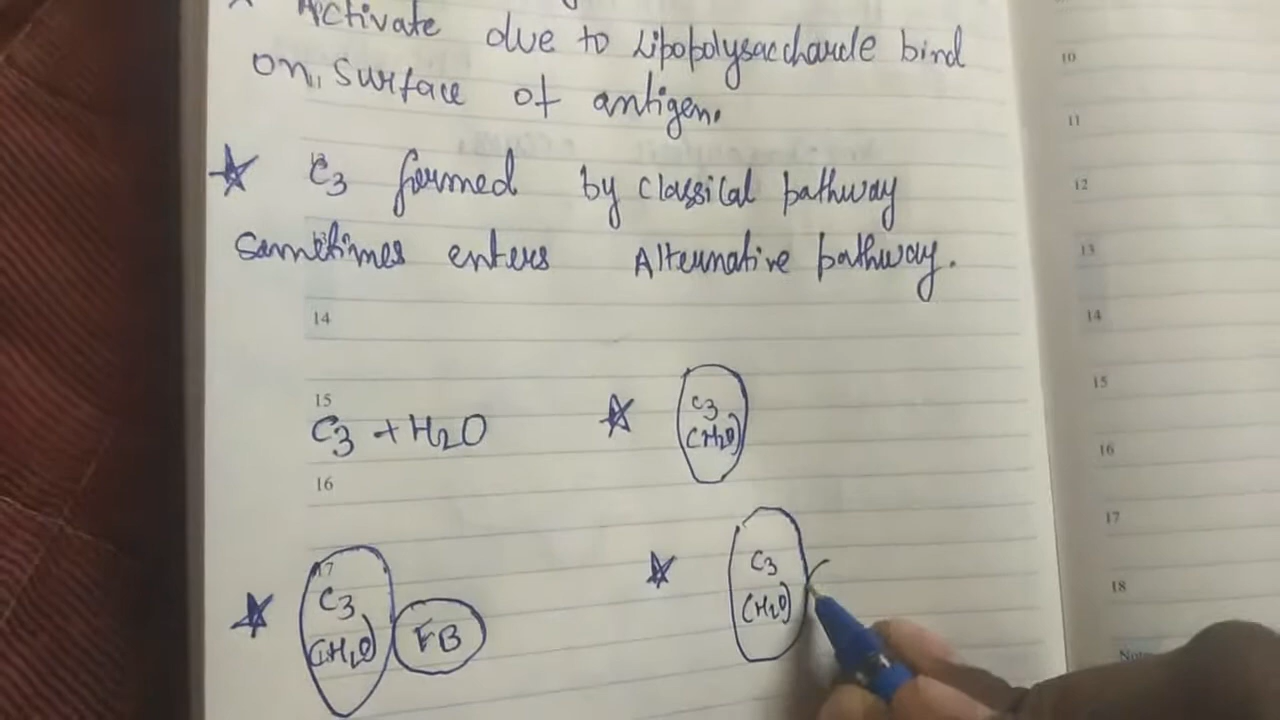 Activate due to Lipopolysaccharide bind
on surface of antigen.
C3 formed by classical pathway
Sometimes enters Alternative pathway.
14
15
C3 + H2O
C3
(H2O)
16
17
C3
(H2O)
FB
C3
(H2O)
10
11
12
13
14
15
16
17
18